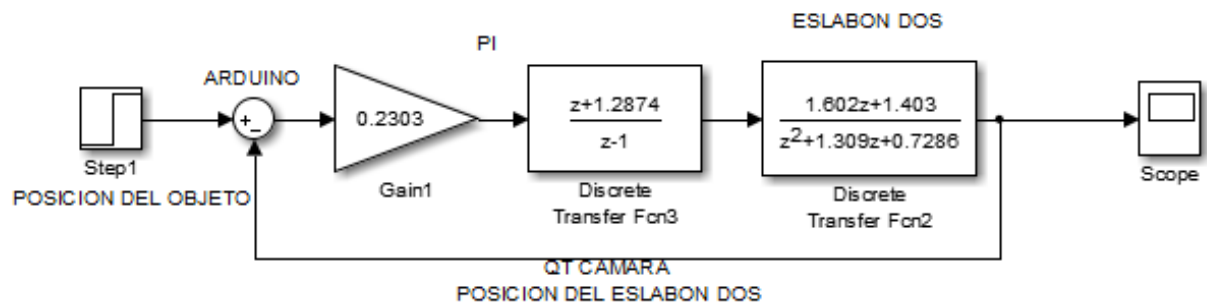 ESLABON DOS
PI
ARDUINO
+
-
0.2303
z+1.2874
z-1
1.602z+1.403
z2+1.309z+0.7286
Step1
Gain1
Discrete
Transfer Fcn3
Discrete
Transfer Fcn2
Scope
POSICION DEL OBJETO
QT CAMARA
POSICION DEL ESLABON DOS